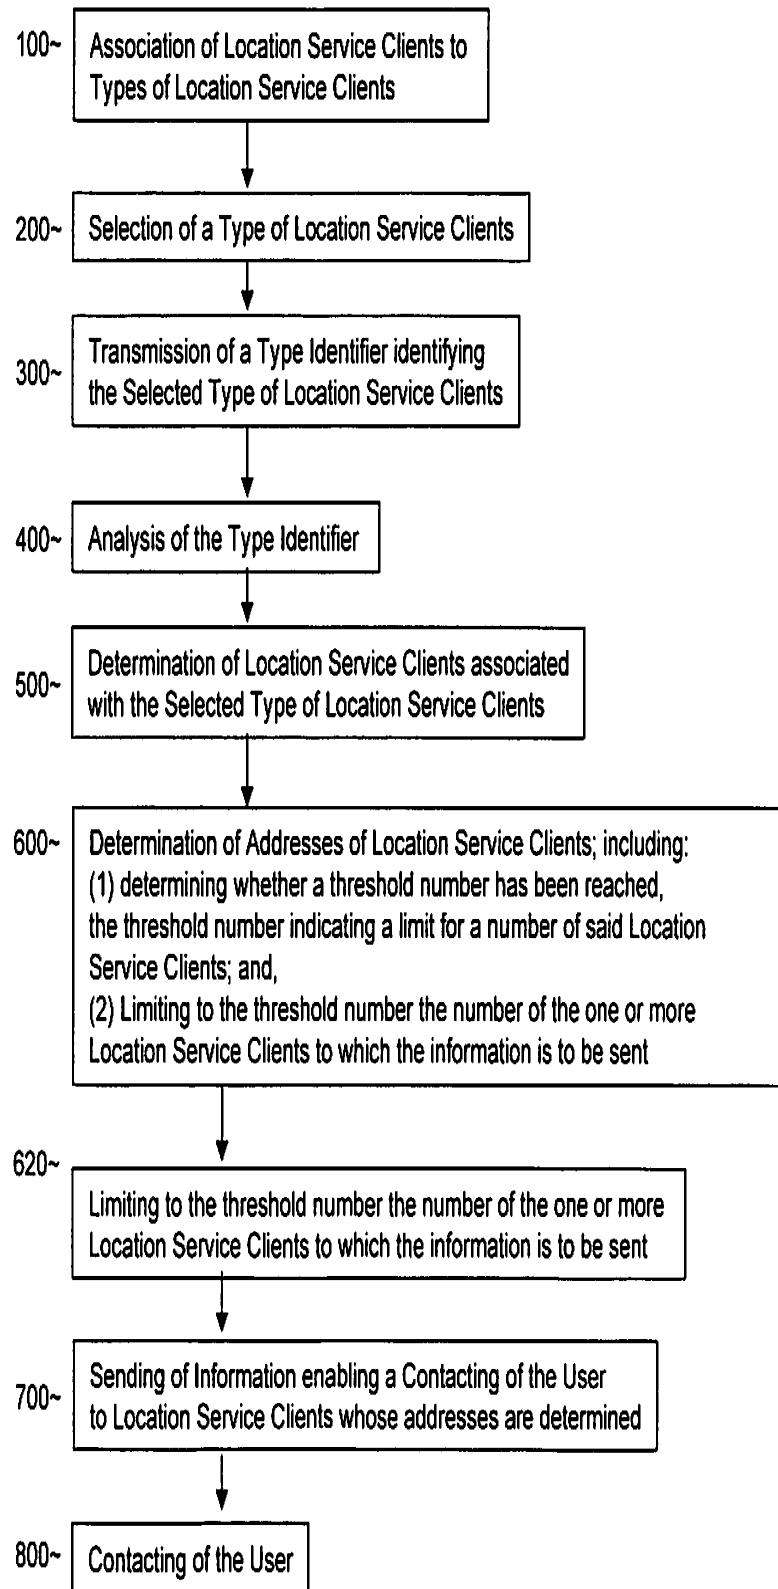 100~ Association of Location Service Clients to
Types of Location Service Clients
200~ Selection of a Type of Location Service Clients
300~ Transmission of a Type Identifier identifying
the Selected Type of Location Service Clients
400~ Analysis of the Type Identifier
500~ Determination of Location Service Clients associated
with the Selected Type of Location Service Clients
600~ Determination of Addresses of Location Service Clients; including:
(1) determining whether a threshold number has been reached,
the threshold number indicating a limit for a number of said Location
Service Clients; and,
(2) Limiting to the threshold number the number of the one or more
Location Service Clients to which the information is to be sent
620~
Limiting to the threshold number the number of the one or more
Location Service Clients to which the information is to be sent
700~ Sending of Information enabling a Contacting of the User
to Location Service Clients whose addresses are determined
800~ Contacting of the User